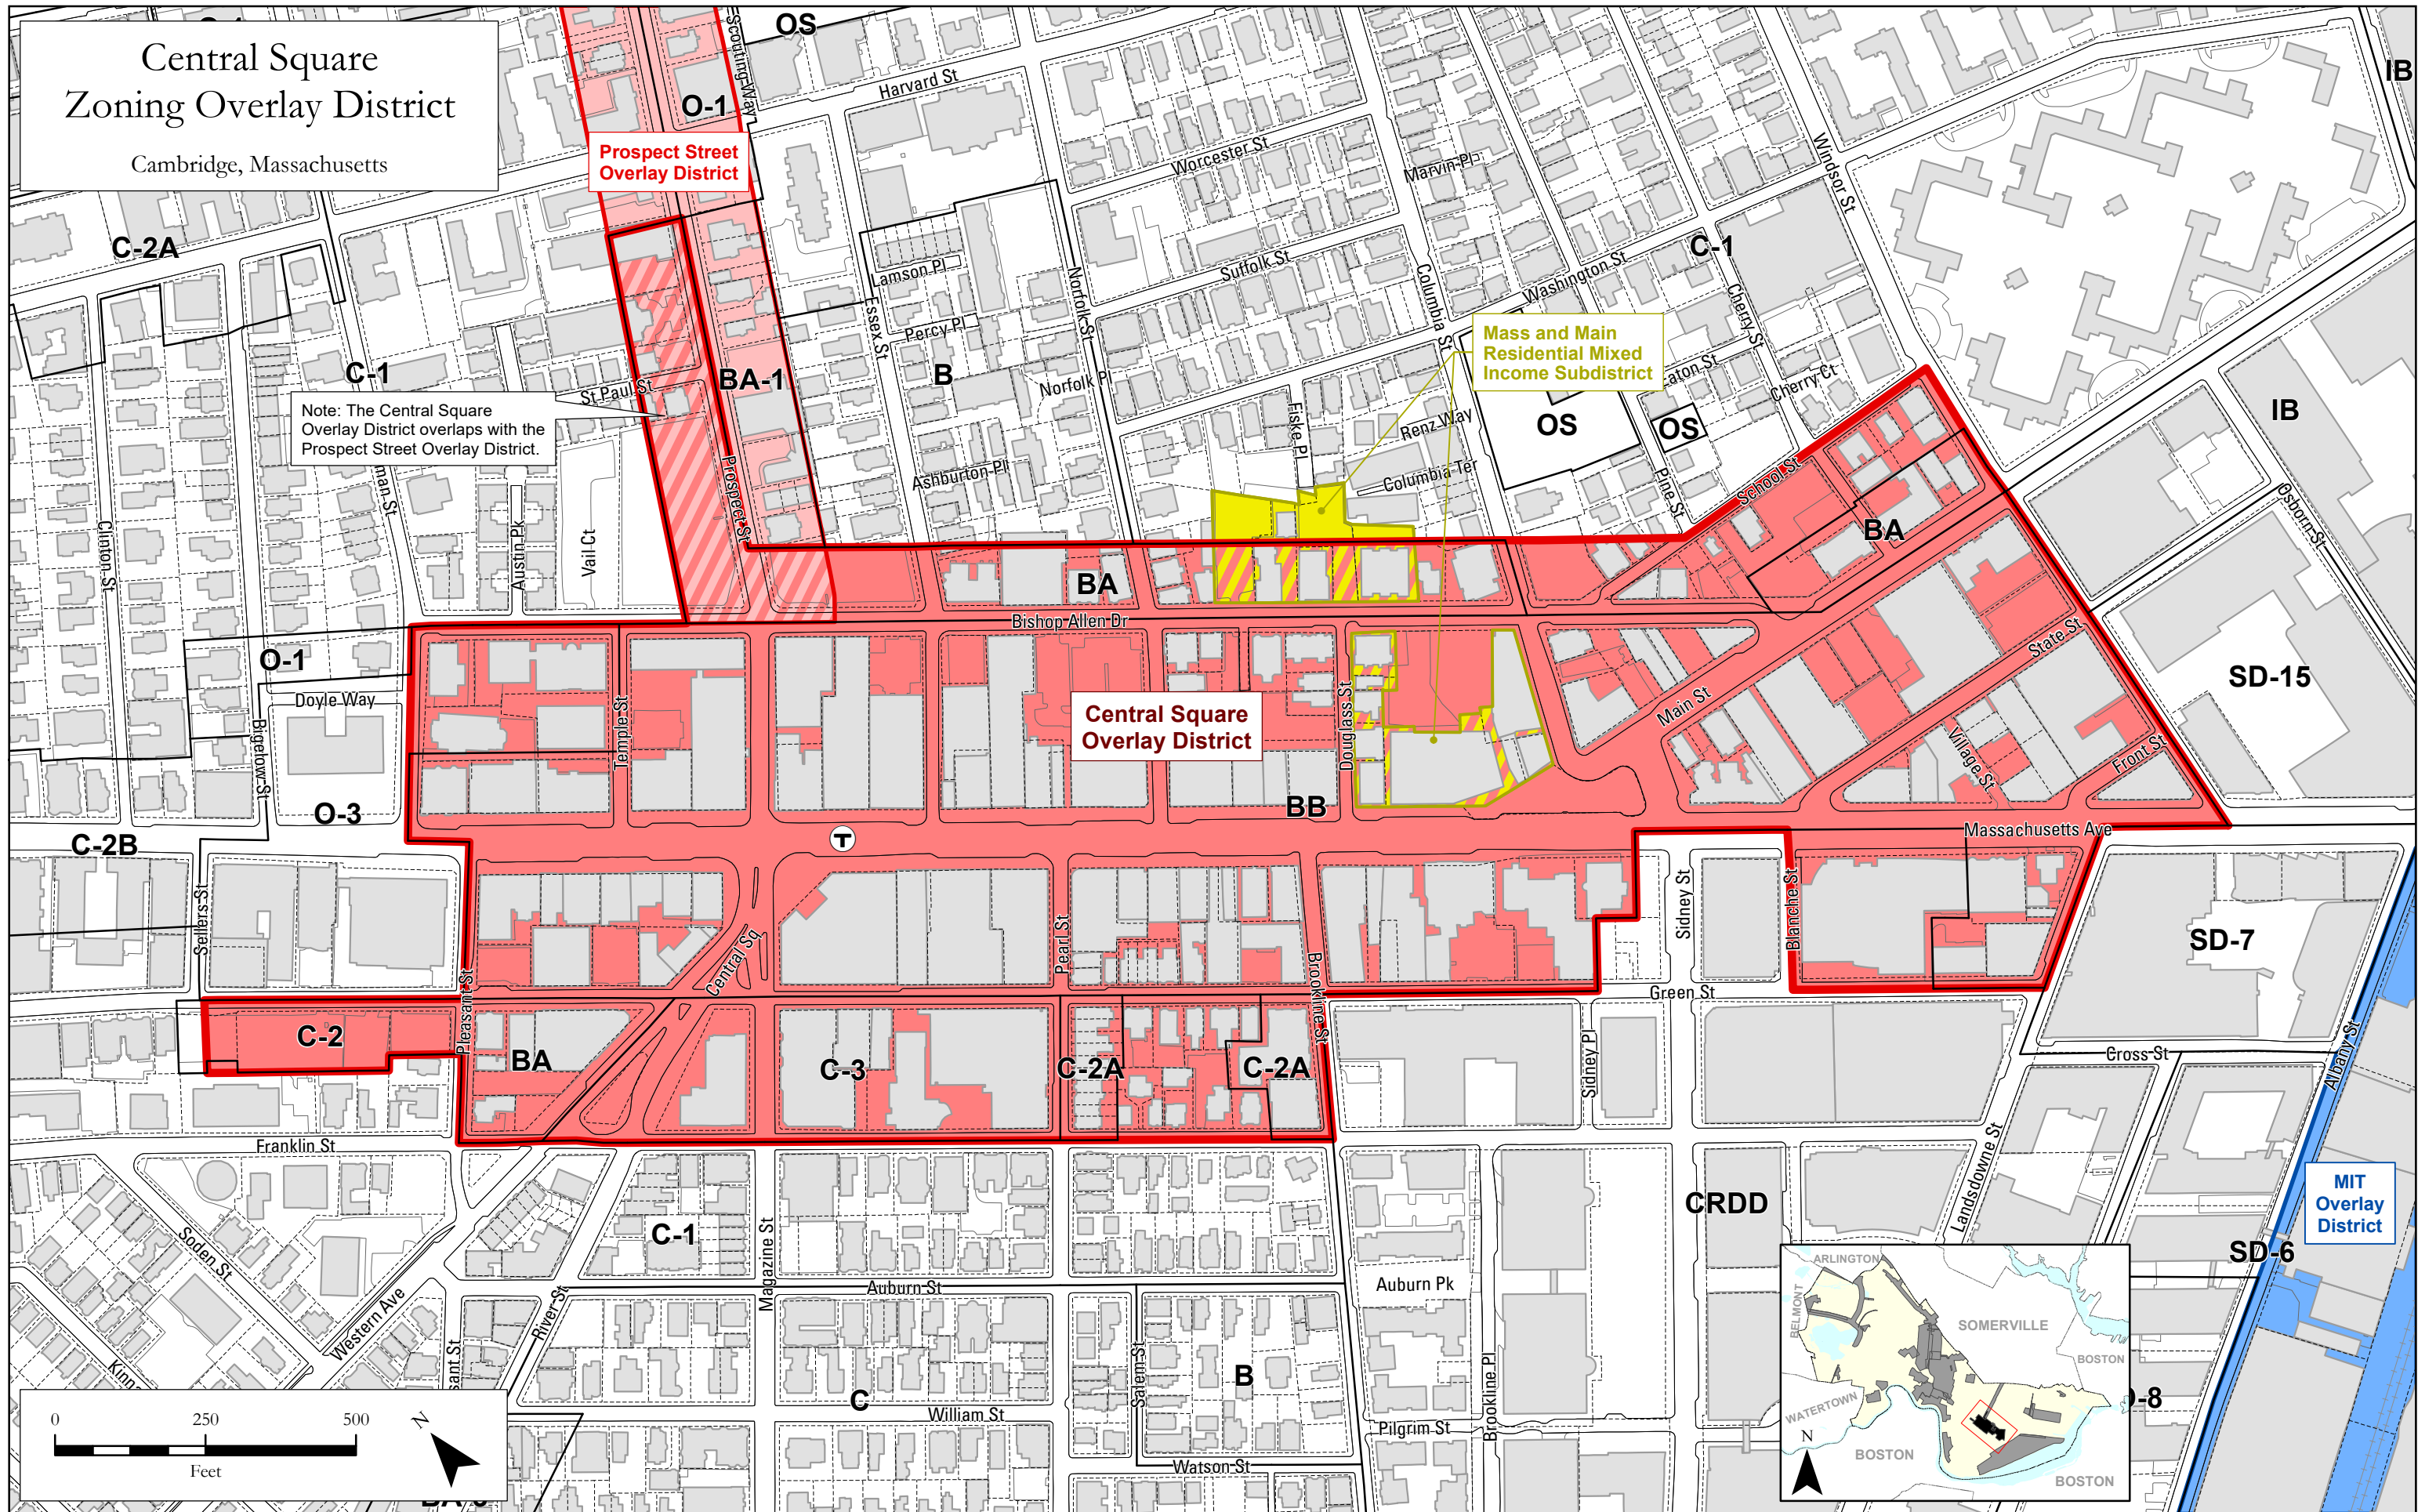 Central Square
Zoning Overlay District
Cambridge, Massachusetts
OS
Scouting Way
Harvard St
O-1
IB
Prospect Street
Overlay District
Worcester St
Marvin Pl
Windsor St
C-2A
C-1
Lamson Pl
Essex St
Percy Pl
Norfolk St
Suffolk St
Columbia St
Washington St
Cherry St
Mass and Main
Residential Mixed
Income Subdistrict
C-1
St Paul St
BA-1
B
Norfolk Pl
Eaton St
Cherry Ct
IB
Note: The Central Square
Overlay District overlaps with the
Prospect Street Overlay District.
Fiske Pl
Renz Way
OS
OS
Clinton St
Austin Pk
Vail Ct
Prospect St
Ashburton Pl
Columbia Ter
Pine St
School St
BA
Osborn St
BA
Bishop Allen Dr
O-1
Doyle Way
Bigelow St
Temple St
Central Square
Overlay District
Douglass St
Main St
State St
SD-15
Village St
Front St
O-3
BB
C-2B
T
Massachusetts Ave
Sellers St
Pleasant St
Central Sq
Pearl St
Brookline St
Sidney St
Blanche St
SD-7
Green St
C-2
BA
C-3
C-2A
C-2A
Sidney Pl
Cross St
Albany St
Franklin St
Landsdowne St
MIT
Overlay
District
Soden St
C-1
Magazine St
CRDD
SD-6
Western Ave
River St
Auburn St
Auburn Pk
Salem St
B
C
William St
Brookline Pl
Pilgrim St
Watson St
0 250 500
Feet
N
ARLINGTON
BELMONT
SOMERVILLE
BOSTON
WATERTOWN
N
BOSTON
BOSTON